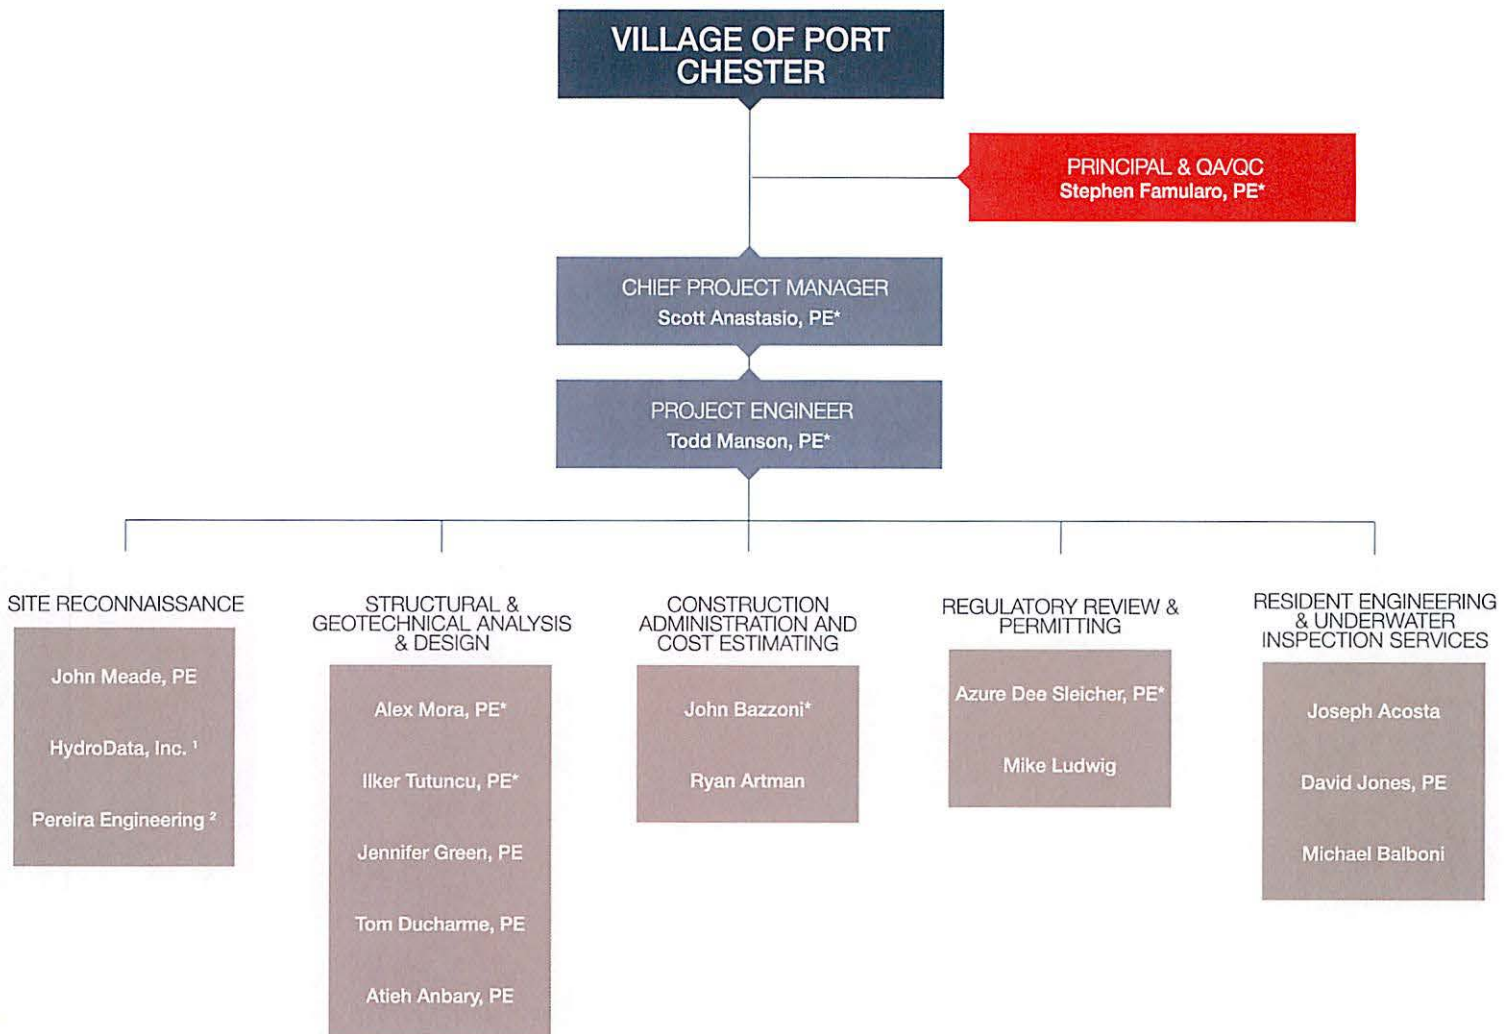 VILLAGE OF PORT
CHESTER
PRINCIPAL & QA/QC
Stephen Famularo, PE*
CHIEF PROJECT MANAGER
Scott Anastasio, PE*
PROJECT ENGINEER
Todd Manson, PE*
SITE RECONNAISSANCE
John Meade, PE
HydroData, Inc. ¹
Pereira Engineering ²
STRUCTURAL &
GEOTECHNICAL ANALYSIS
& DESIGN
Alex Mora, PE*
Ilker Tutuncu, PE*
Jennifer Green, PE
Tom Ducharme, PE
Atieh Anbary, PE
CONSTRUCTION
ADMINISTRATION AND
COST ESTIMATING
John Bazzoni*
Ryan Artman
REGULATORY REVIEW &
PERMITTING
Azure Dee Sleicher, PE*
Mike Ludwig
RESIDENT ENGINEERING
& UNDERWATER
INSPECTION SERVICES
Joseph Acosta
David Jones, PE
Michael Balboni